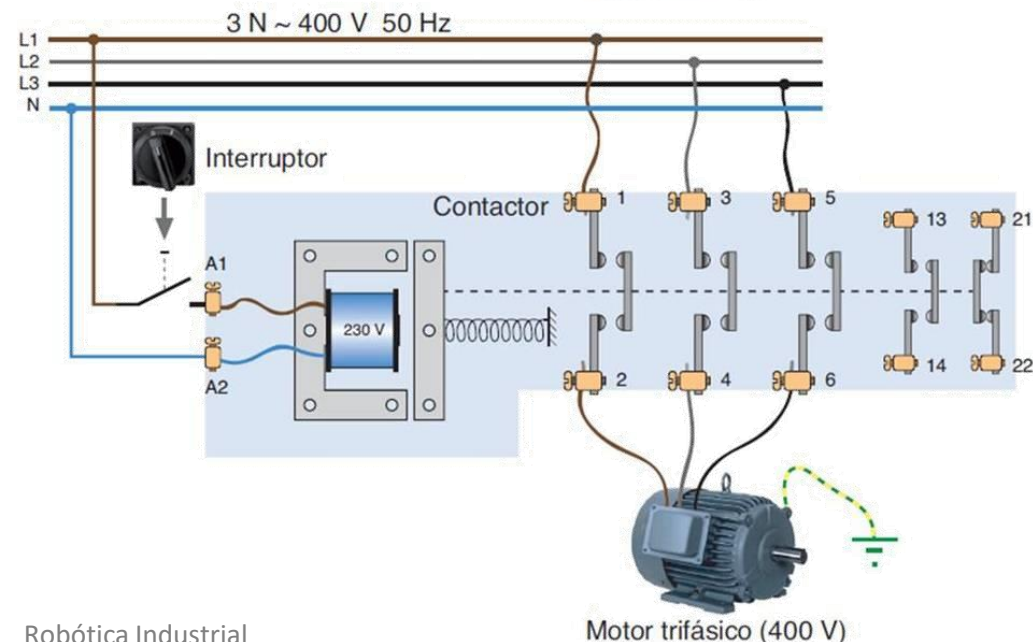 3 N ~ 400 V 50 Hz
L1
L2
L3
N
Interruptor
Contactor
1
3
5
13
21
A1
230 V
A2
2
4
6
14
22
Robótica Industrial
Motor trifásico (400 V)